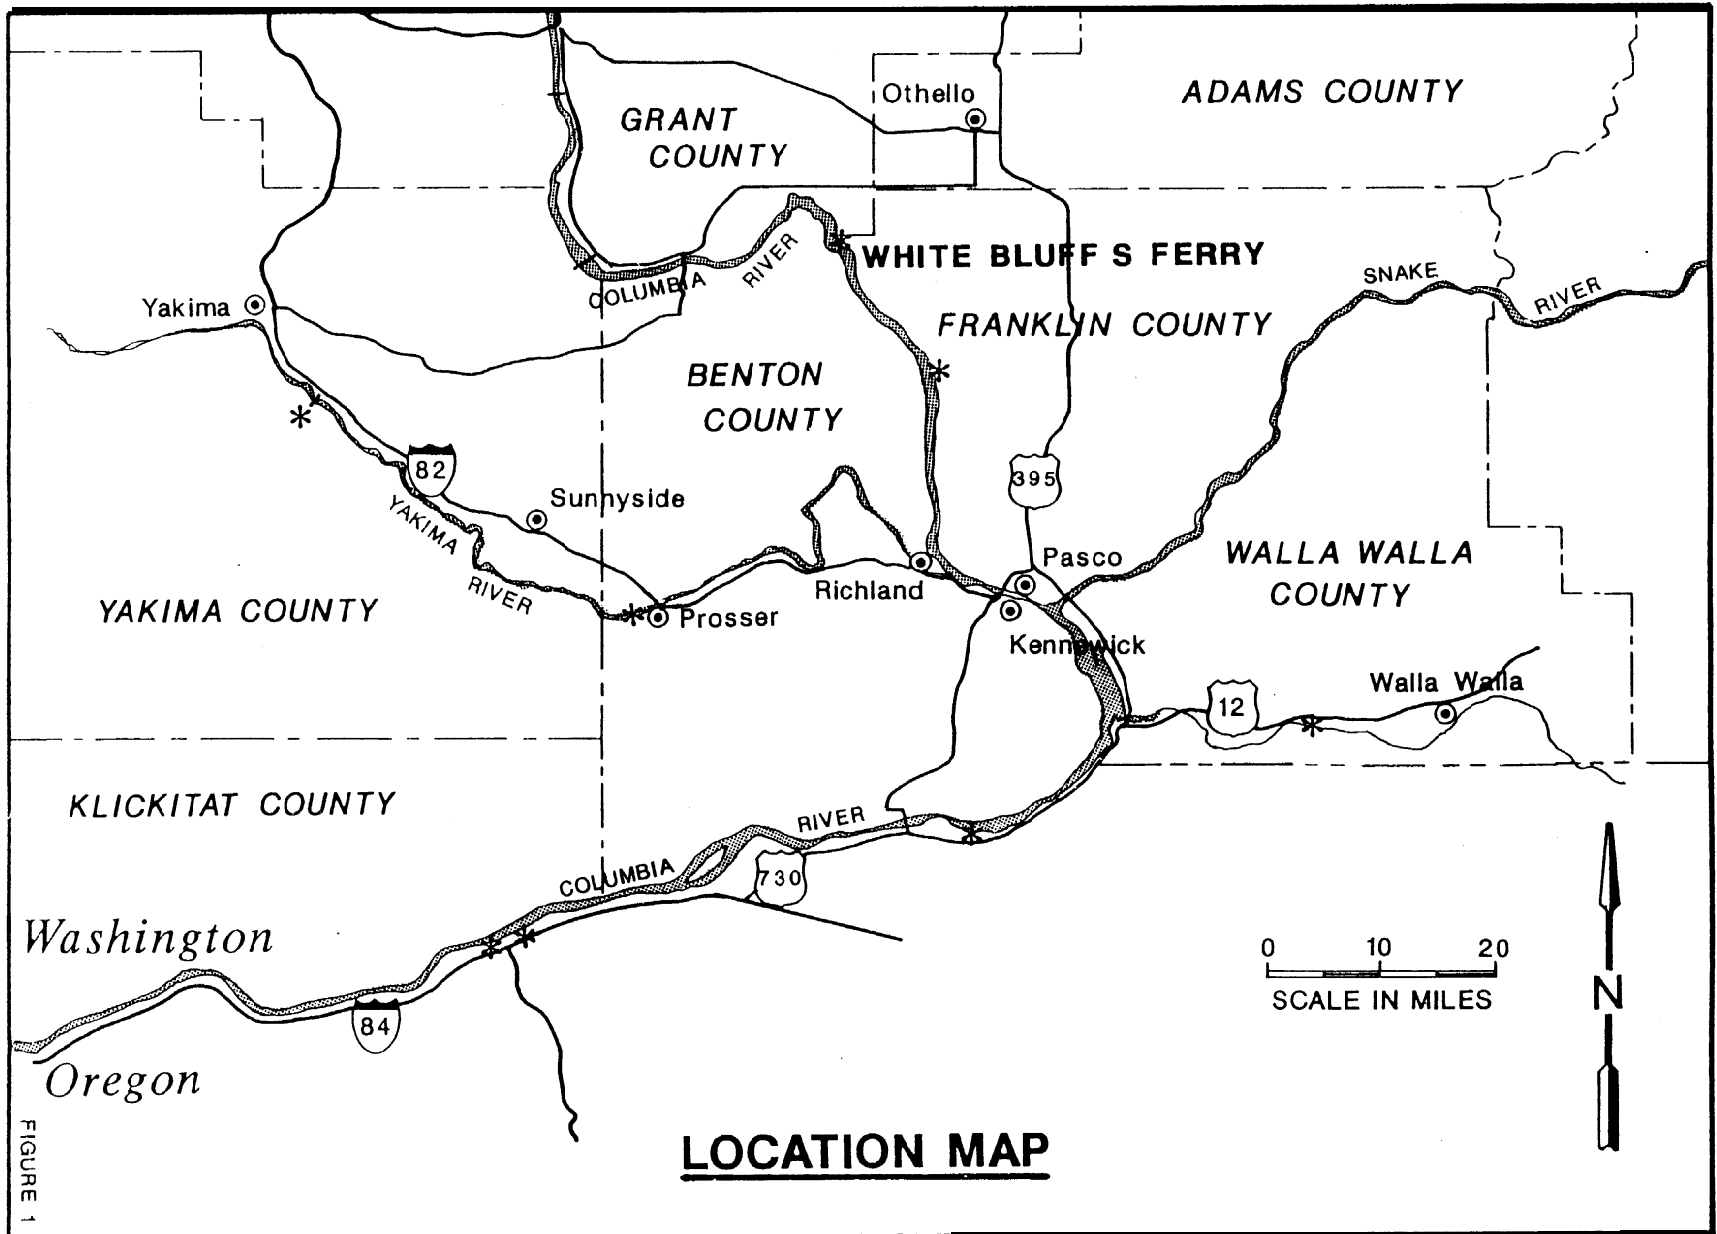 Othello
ADAMS COUNTY
GRANT
COUNTY
WHITE BLUFF S FERRY
COLUMBIA
RIVER
SNAKE
RIVER
Yakima
FRANKLIN COUNTY
BENTON
COUNTY
82
395
Sunnyside
YAKIMA
RIVER
Pasco
WALLA WALLA
COUNTY
Richland
YAKIMA COUNTY
Prosser
Kennewick
Walla Walla
12
KLICKITAT COUNTY
RIVER
COLUMBIA
730
Washington
0 10 20
SCALE IN MILES
N
84
Oregon
LOCATION MAP
FIGURE 1